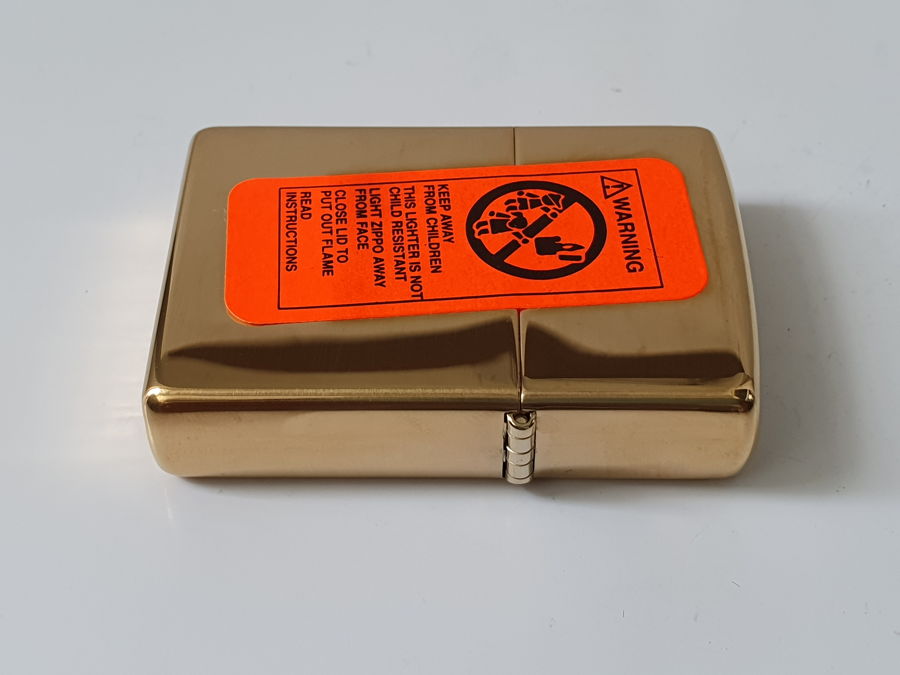 WARNING
KEEP AWAY
FROM CHILDREN
THIS LIGHTER IS NOT
CHILD RESISTANT
LIGHT ZIPPO AWAY
FROM FACE
CLOSE LID TO
PUT OUT FLAME
READ
INSTRUCTIONS